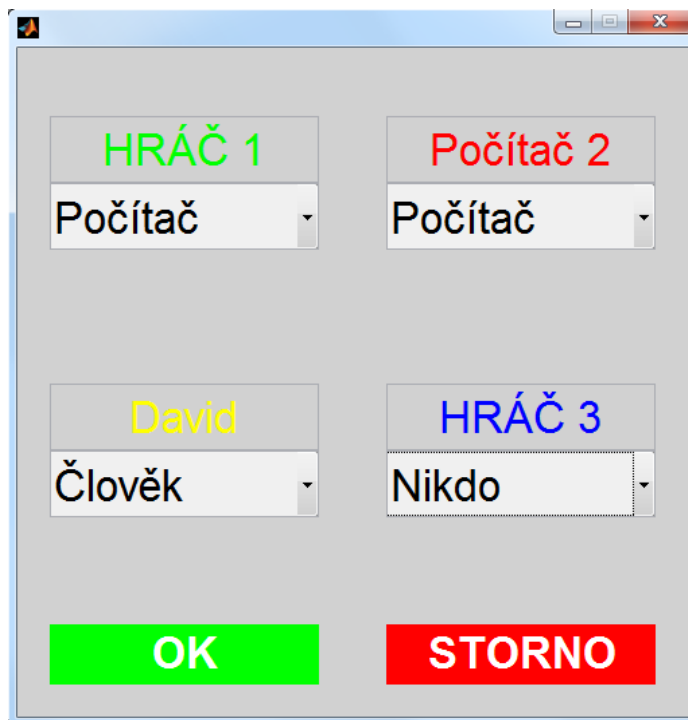 HRÁČ 1
Počítač
Počítač 2
Počítač
David
Člověk
HRÁČ 3
Nikdo
OK
STORNO